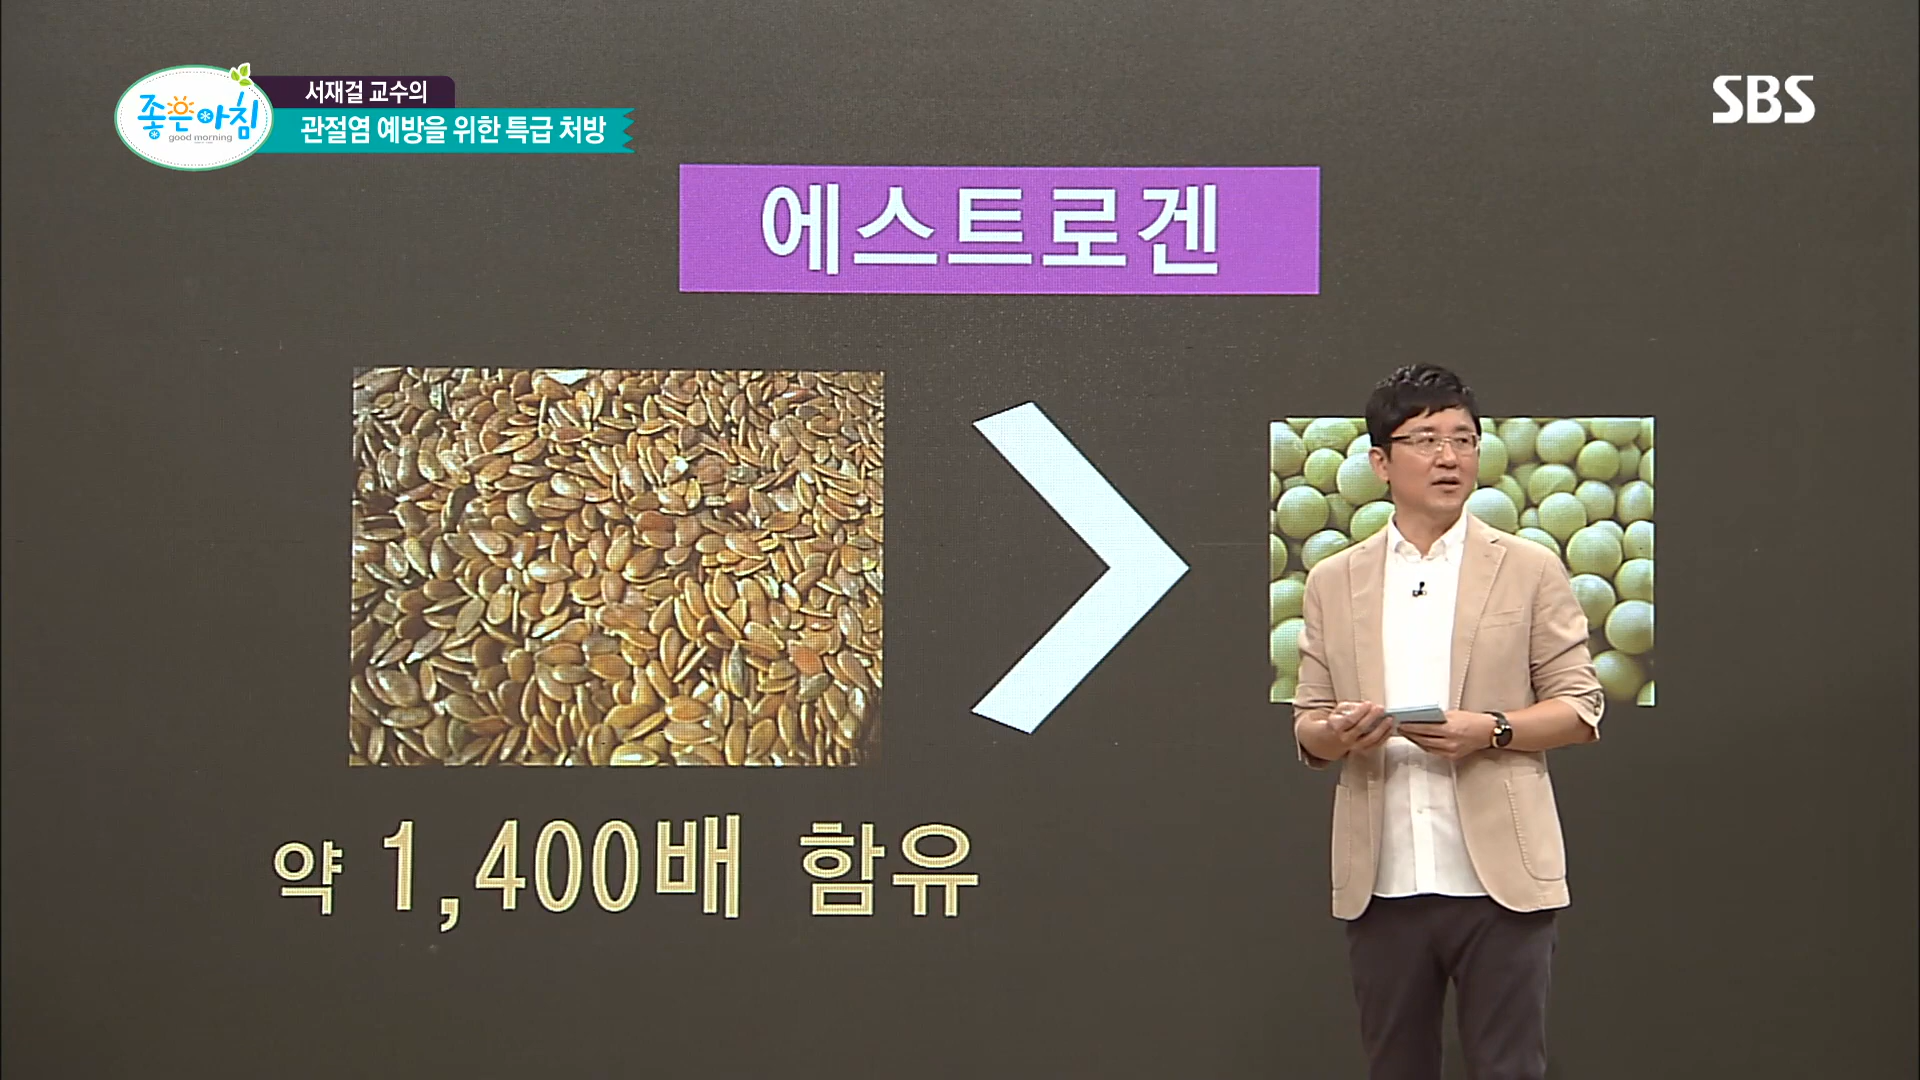 좋은아침
good morning
서재걸 교수의
관절염 예방을 위한 특급 처방
SBS
에스트로겐
약 1,400배 함유